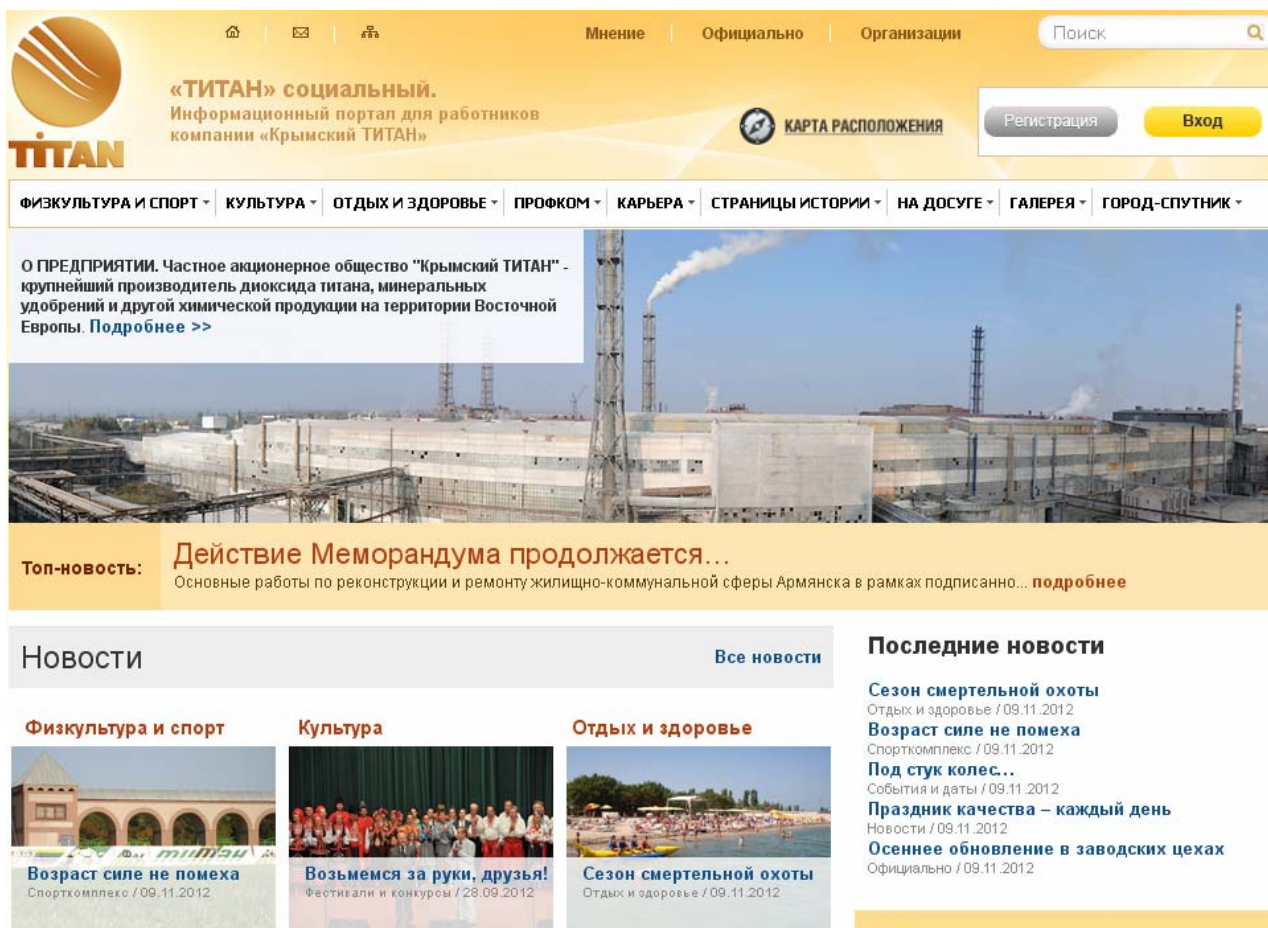 Мнение
Официально
Организации
Поиск
TITAN
«ТИТАН» социальный.
Информационный портал для работников
компании «Крымский ТИТАН»
КАРТА РАСПОЛОЖЕНИЯ
Регистрация
Вход
ФИЗКУЛЬТУРА И СПОРТ
КУЛЬТУРА
ОТДЫХ И ЗДОРОВЬЕ
ПРОФКОМ
КАРЬЕРА
СТРАНИЦЫ ИСТОРИИ
НА ДОСУГЕ
ГАЛЕРЕЯ
ГОРОД-СПУТНИК
О ПРЕДПРИЯТИИ. Частное акционерное общество "Крымский ТИТАН" -
крупнейший производитель диоксида титана, минеральных
удобрений и другой химической продукции на территории Восточной
Европы. Подробнее >>
Топ-новость:
Действие Меморандума продолжается...
Основные работы по реконструкции и ремонту жилищно-коммунальной сферы Армянска в рамках подписанно... подробнее
Новости
Все новости
Физкультура и спорт
титан
Возраст силе не помеха
Спорткомплекс / 09.11.2012
Культура
Возьмемся за руки, друзья!
Фестивали и конкурсы / 28.09.2012
Отдых и здоровье
Сезон смертельной охоты
Отдых и здоровье / 09.11.2012
Последние новости
Сезон смертельной охоты
Отдых и здоровье / 09.11.2012
Возраст силе не помеха
Спорткомплекс / 09.11.2012
Под стук колес...
События и даты / 09.11.2012
Праздник качества – каждый день
Новости / 09.11.2012
Осеннее обновление в заводских цехах
Официально / 09.11.2012